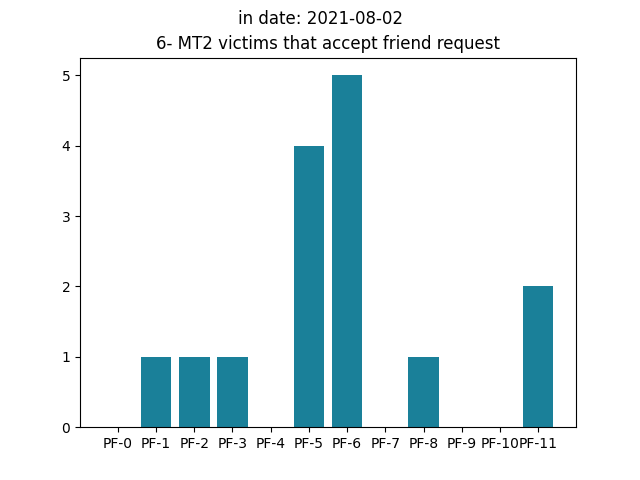 in date: 2021-08-02
6- MT2 victims that accept friend request
5
4
3
2
1
0
PF-0 PF-1 PF-2 PF-3 PF-4 PF-5 PF-6 PF-7 PF-8 PF-9 PF-10 PF-11